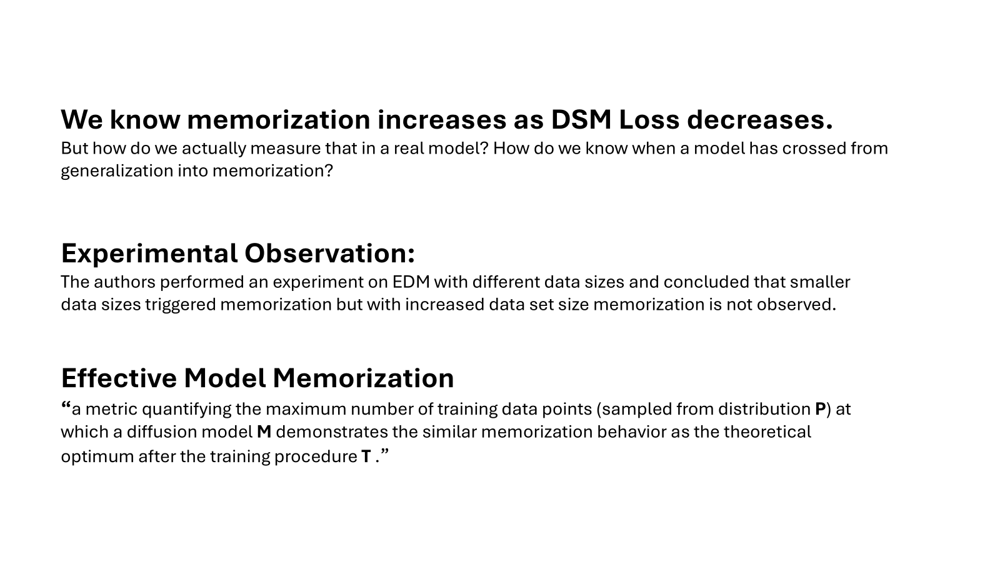 We know memorization increases as DSM Loss decreases.
But how do we actually measure that in a real model? How do we know when a model has crossed from
generalization into memorization?
Experimental Observation:
The authors performed an experiment on EDM with different data sizes and concluded that smaller
data sizes triggered memorization but with increased data set size memorization is not observed.
Effective Model Memorization
“a metric quantifying the maximum number of training data points (sampled from distribution P) at
which a diffusion model M demonstrates the similar memorization behavior as the theoretical
optimum after the training procedure T .”